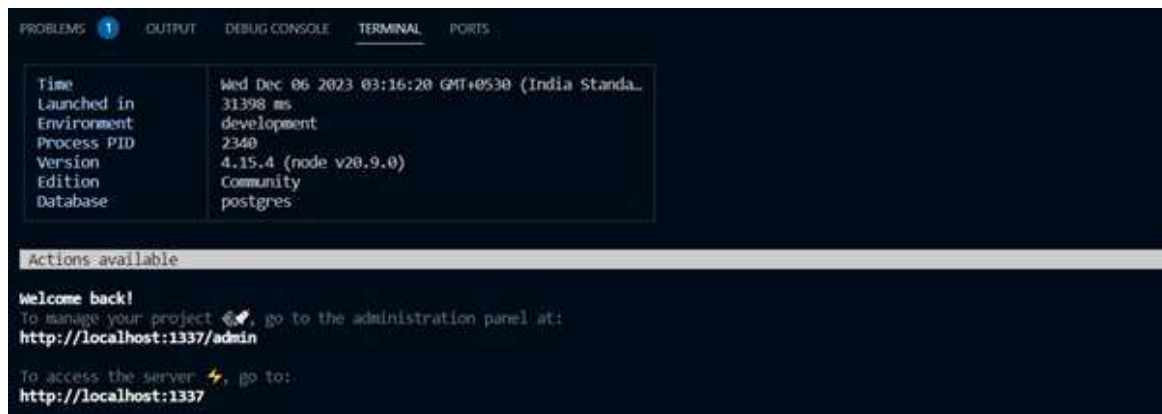 PROBLEMS 1 OUTPUT DEBUG CONSOLE TERMINAL PORTS
Time Wed Dec 06 2023 03:16:20 GMT+0530 (India Standa…
Launched in 31398 ms
Environment development
Process PID 2340
Version 4.15.4 (node v20.9.0)
Edition Community
Database postgres
Actions available
Welcome back!
To manage your project 🚀, go to the administration panel at:
http://localhost:1337/admin
To access the server ⚡, go to:
http://localhost:1337